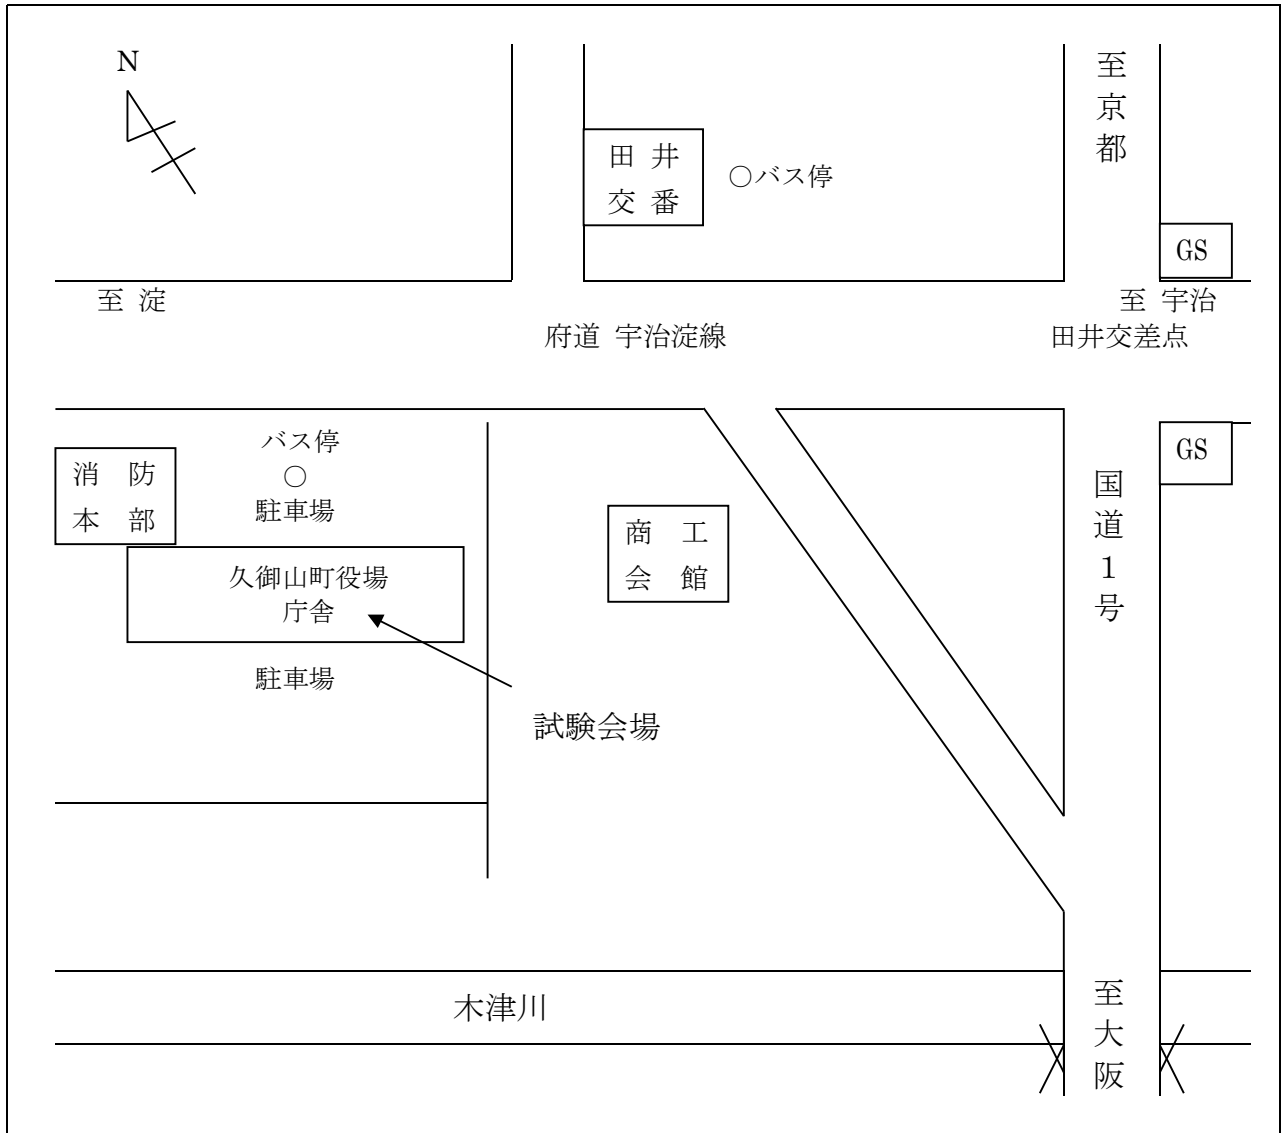 N
至京都
田 井
交 番
○バス停
GS
至 淀
至 宇治
府道 宇治淀線
田井交差点
バス停
○
駐車場
消 防
本 部
GS
国道1号
商 工
会 館
久御山町役場
庁舎
駐車場
試験会場
木津川
至大阪